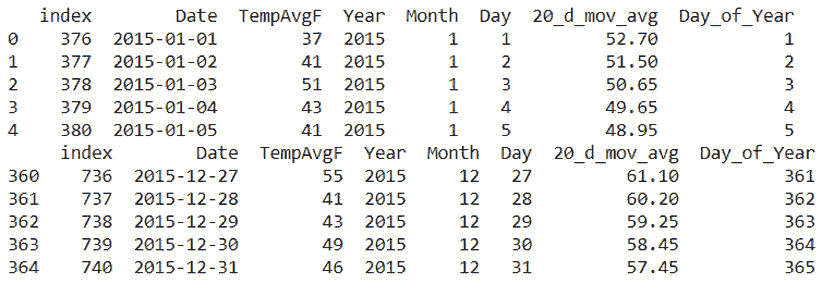 index Date TempAvgF Year Month Day 20_d_mov_avg Day_of_Year
0 376 2015-01-01 37 2015 1 1 52.70 1
1 377 2015-01-02 41 2015 1 2 51.50 2
2 378 2015-01-03 51 2015 1 3 50.65 3
3 379 2015-01-04 43 2015 1 4 49.65 4
4 380 2015-01-05 41 2015 1 5 48.95 5
index Date TempAvgF Year Month Day 20_d_mov_avg Day_of_Year
360 736 2015-12-27 55 2015 12 27 61.10 361
361 737 2015-12-28 41 2015 12 28 60.20 362
362 738 2015-12-29 43 2015 12 29 59.25 363
363 739 2015-12-30 49 2015 12 30 58.45 364
364 740 2015-12-31 46 2015 12 31 57.45 365